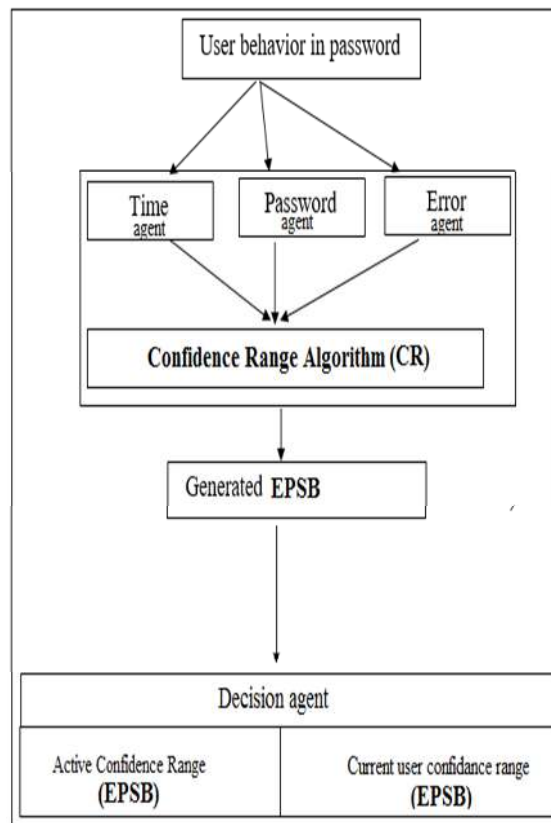 User behavior in password
Time
agent
Password
agent
Error
agent
Confidence Range Algorithm (CR)
Generated EPSB
Decision agent
Active Confidence Range
(EPSB)
Current user confidance range
(EPSB)